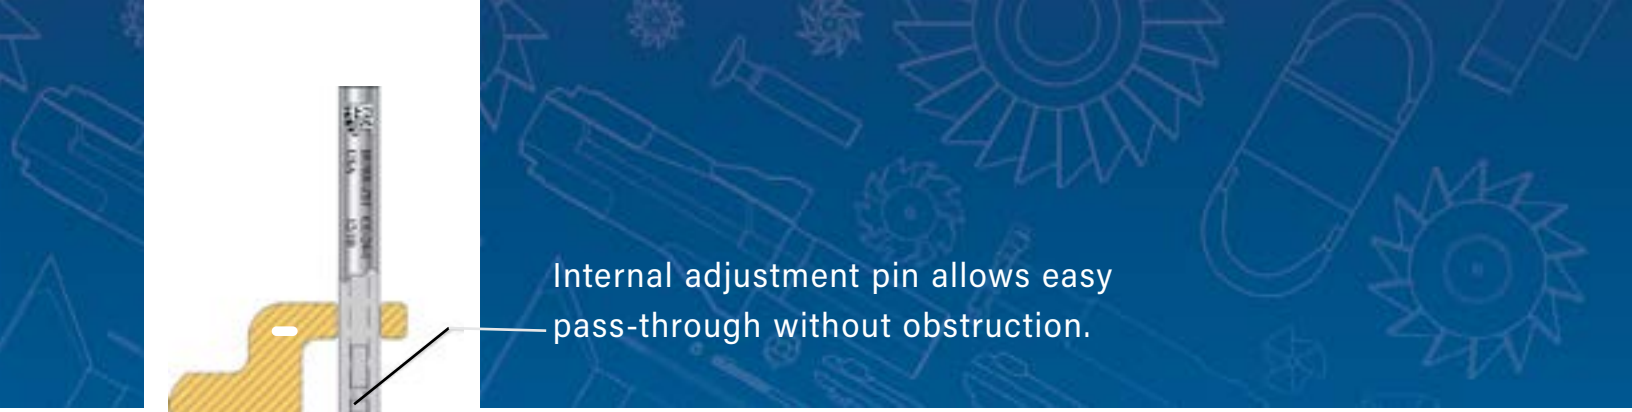 Internal adjustment pin allows easy
pass-through without obstruction.